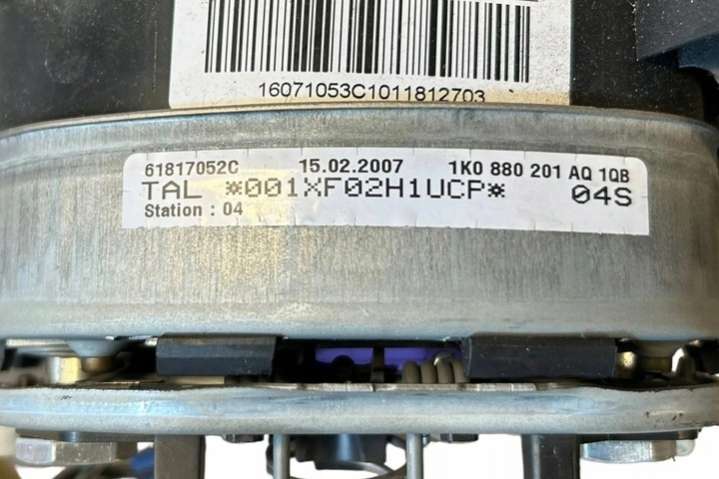 16071053C1011812703
61817052C 15.02.2007 1K0 880 201 AQ 1QB
TAL *001XF02H1UCP* 04S
Station : 04